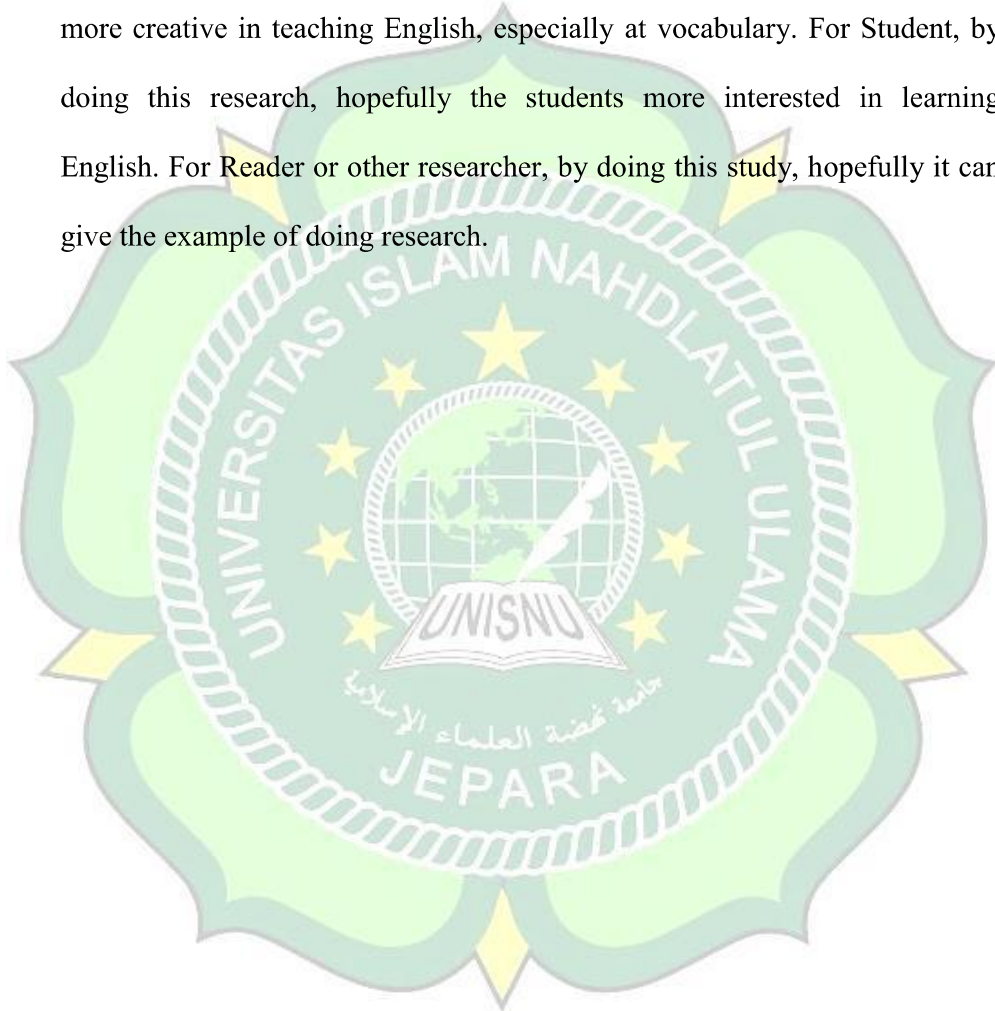 more creative in teaching English, especially at vocabulary. For Student, by
doing this research, hopefully the students more interested in learning
English. For Reader or other researcher, by doing this study, hopefully it can
give the example of doing research.
UNIVERSITAS ISLAM NAHDLATUL ULAMA
UNISNU
جامعة نهضة العلماء الإسلامية
JEPARA